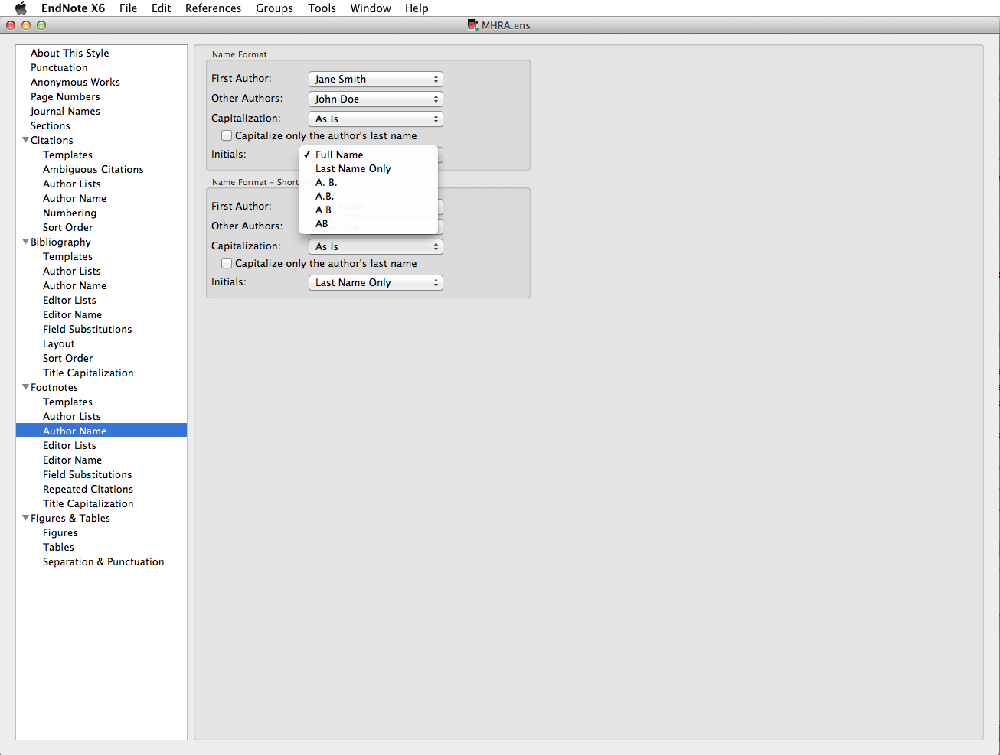 EndNote X6 File Edit References Groups Tools Window Help
MHRA.ens
About This Style
Punctuation
Anonymous Works
Page Numbers
Journal Names
Sections
Citations
Templates
Ambiguous Citations
Author Lists
Author Name
Numbering
Sort Order
Bibliography
Templates
Author Lists
Author Name
Editor Lists
Editor Name
Field Substitutions
Layout
Sort Order
Title Capitalization
Footnotes
Templates
Author Lists
Author Name
Editor Lists
Editor Name
Field Substitutions
Repeated Citations
Title Capitalization
Figures & Tables
Figures
Tables
Separation & Punctuation
Name Format
First Author: Jane Smith
Other Authors: John Doe
Capitalization: As Is
Capitalize only the author's last name
Initials:
✓ Full Name
Last Name Only
A. B.
A.B.
A B
AB
Name Format - Short
First Author:
Other Authors:
Capitalization: As Is
Capitalize only the author's last name
Initials: Last Name Only